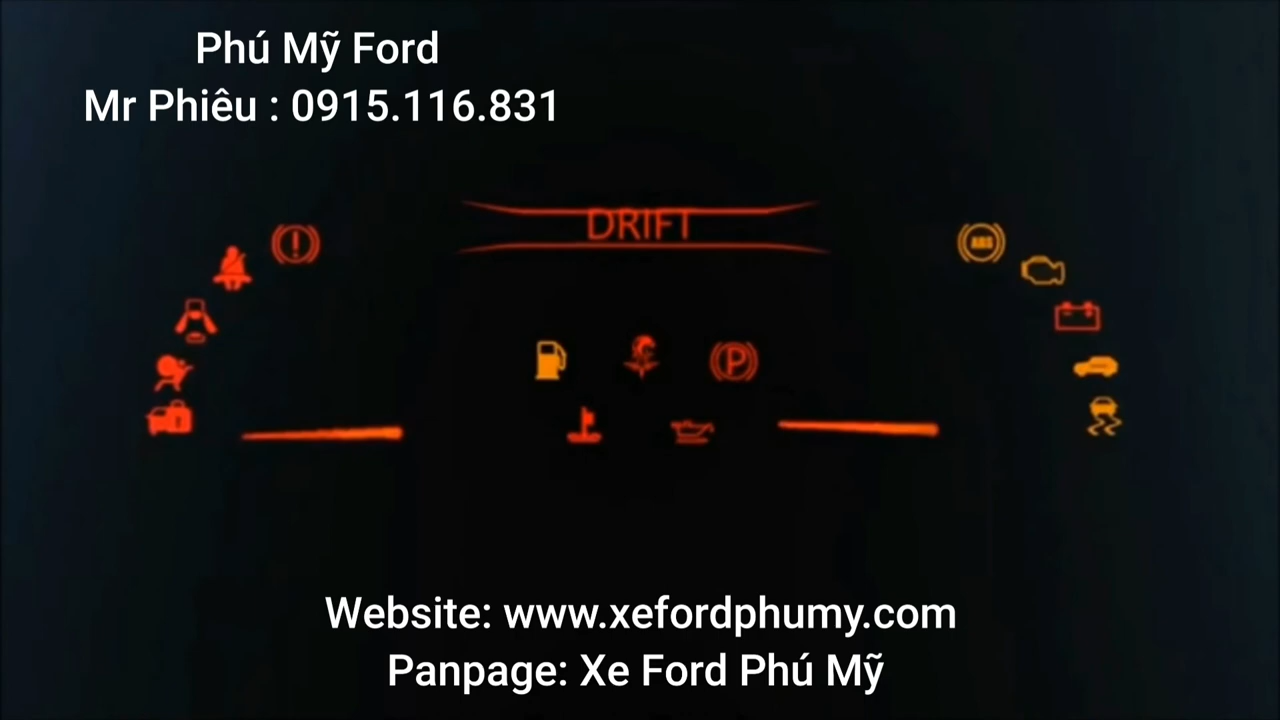 Phú Mỹ Ford
Mr Phiêu : 0915.116.831
DRIFT
ABS
P
Website: www.xefordphumy.com
Panpage: Xe Ford Phú Mỹ